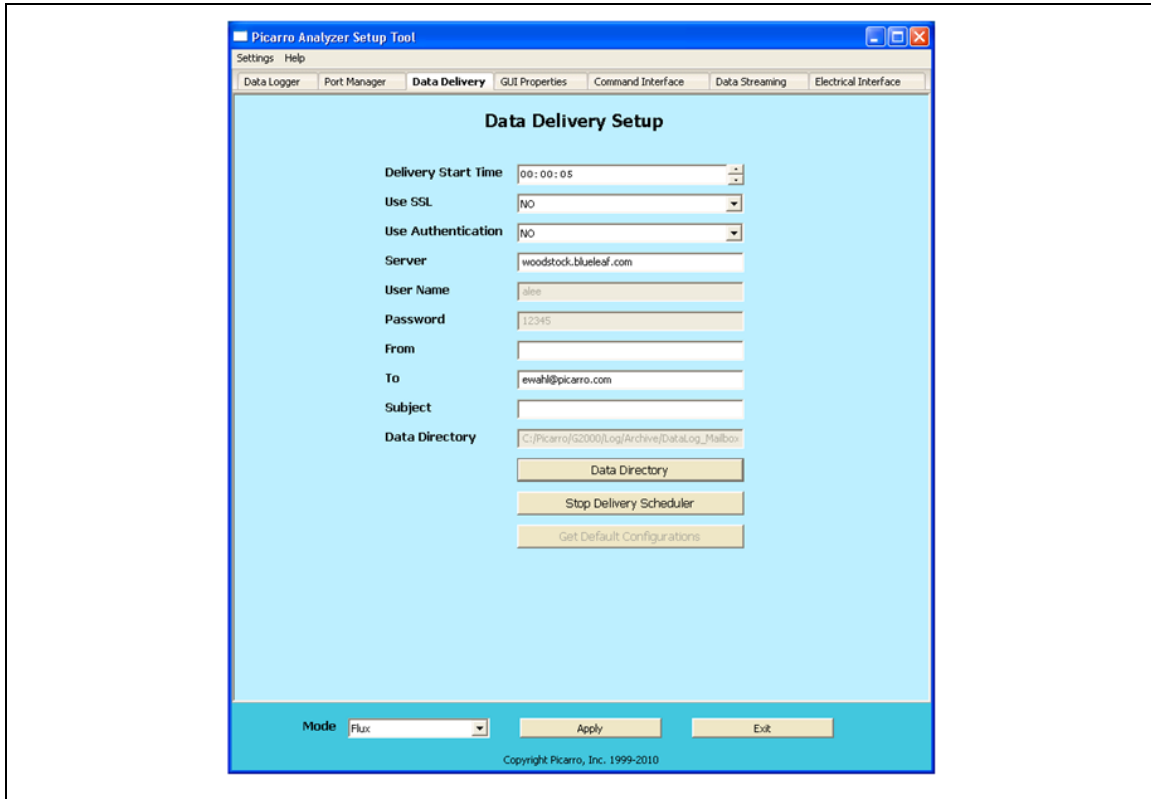 Picarro Analyzer Setup Tool
Settings Help
Data Logger Port Manager Data Delivery GUI Properties Command Interface Data Streaming Electrical Interface
Data Delivery Setup
Delivery Start Time 00:00:05
Use SSL NO
Use Authentication NO
Server woodstock.blueleaf.com
User Name alee
Password 12345
From
To ewahl@picarro.com
Subject
Data Directory C:/Picarro/G2000/Log/Archive/DataLog_Mailbox
Data Directory
Stop Delivery Scheduler
Get Default Configurations
Mode Flux Apply Exit
Copyright Picarro, Inc. 1999-2010